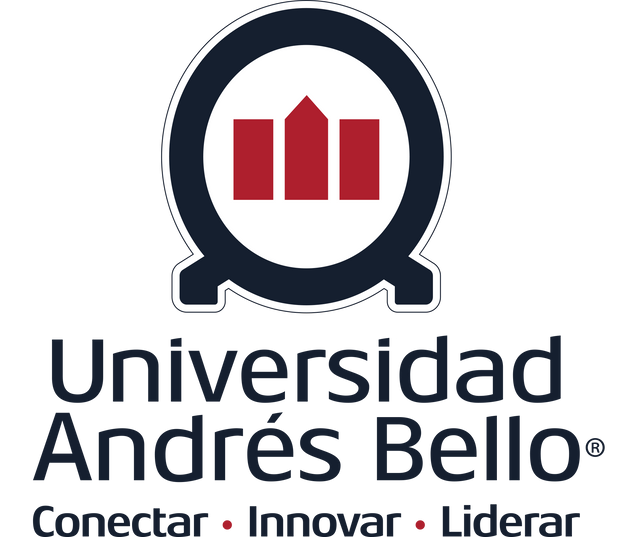 Universidad
Andrés Bello®
Conectar • Innovar • Liderar